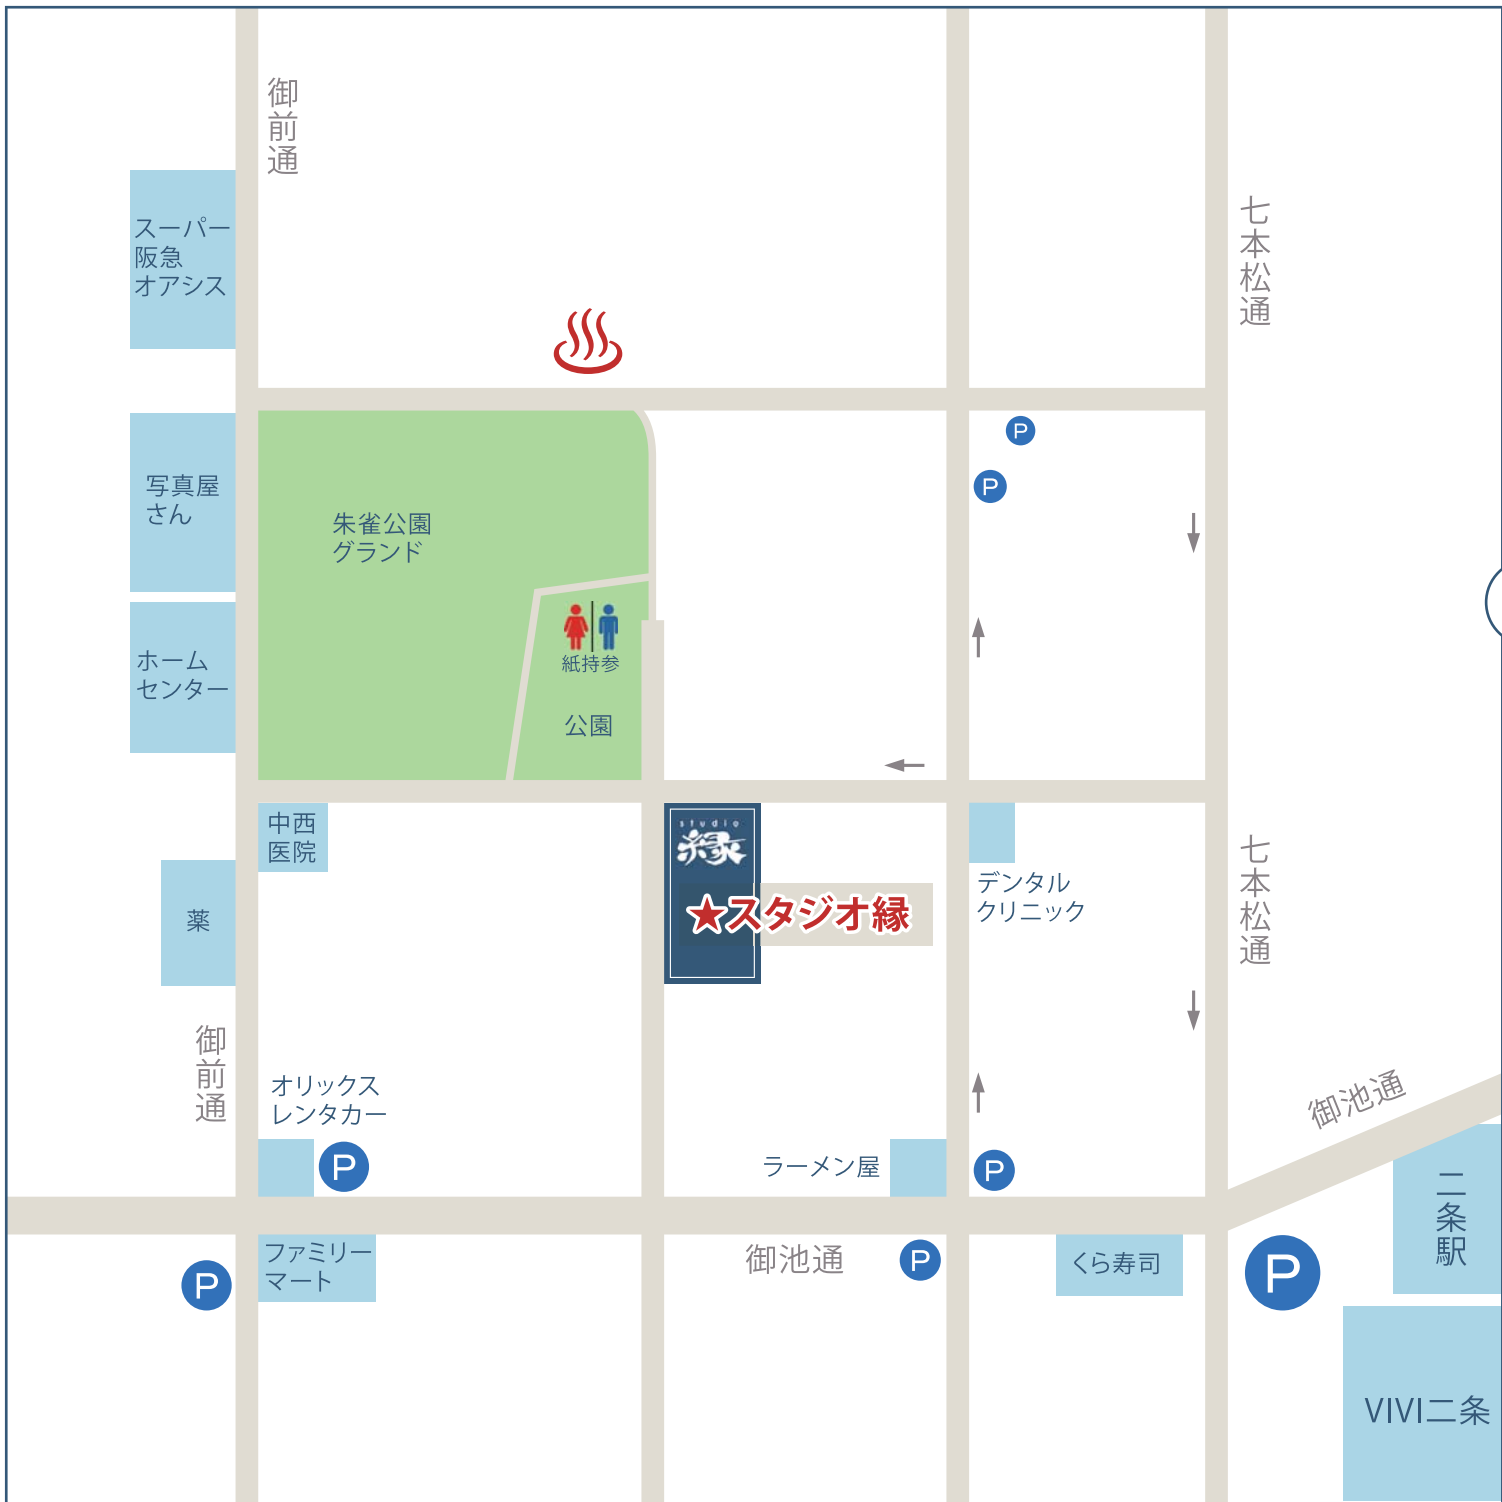 御前通
スーパー
阪急
オアシス
七本松通
P
P
写真屋
さん
朱雀公園
グランド
紙持参
公園
ホーム
センター
中西
医院
studio
縁
★スタジオ縁
デンタル
クリニック
七本松通
薬
御前通
オリックス
レンタカー
P
ラーメン屋
P
御池通
二条駅
ファミリー
マート
P
御池通
P
くら寿司
P
VIVI二条